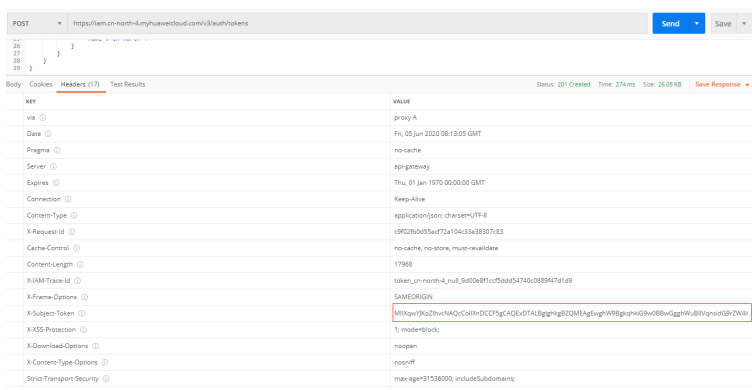 POST https://iam.cn-north-4.myhuaweicloud.com/v3/auth/tokens Send Save
26 }
27 }
28 }
29 }
Body Cookies Headers (17) Test Results Status: 201 Created Time: 274 ms Size: 26.05 KB Save Response
KEY VALUE
via proxy A
Date Fri, 05 Jun 2020 08:13:05 GMT
Pragma no-cache
Server api-gateway
Expires Thu, 01 Jan 1970 00:00:00 GMT
Connection Keep-Alive
Content-Type application/json; charset=UTF-8
X-Request-Id c9f02fb0d55acf72a104c33a38307c83
Cache-Control no-cache, no-store, must-revalidate
Content-Length 17968
X-IAM-Trace-Id token_cn-north-4_null_9d00e8f1ccf5ddd54740c0889f47d1d9
X-Frame-Options SAMEORIGIN
X-Subject-Token
X-XSS-Protection 1; mode=block;
X-Download-Options noopen
X-Content-Type-Options nosniff
Strict-Transport-Security max-age=31536000; includeSubdomains;